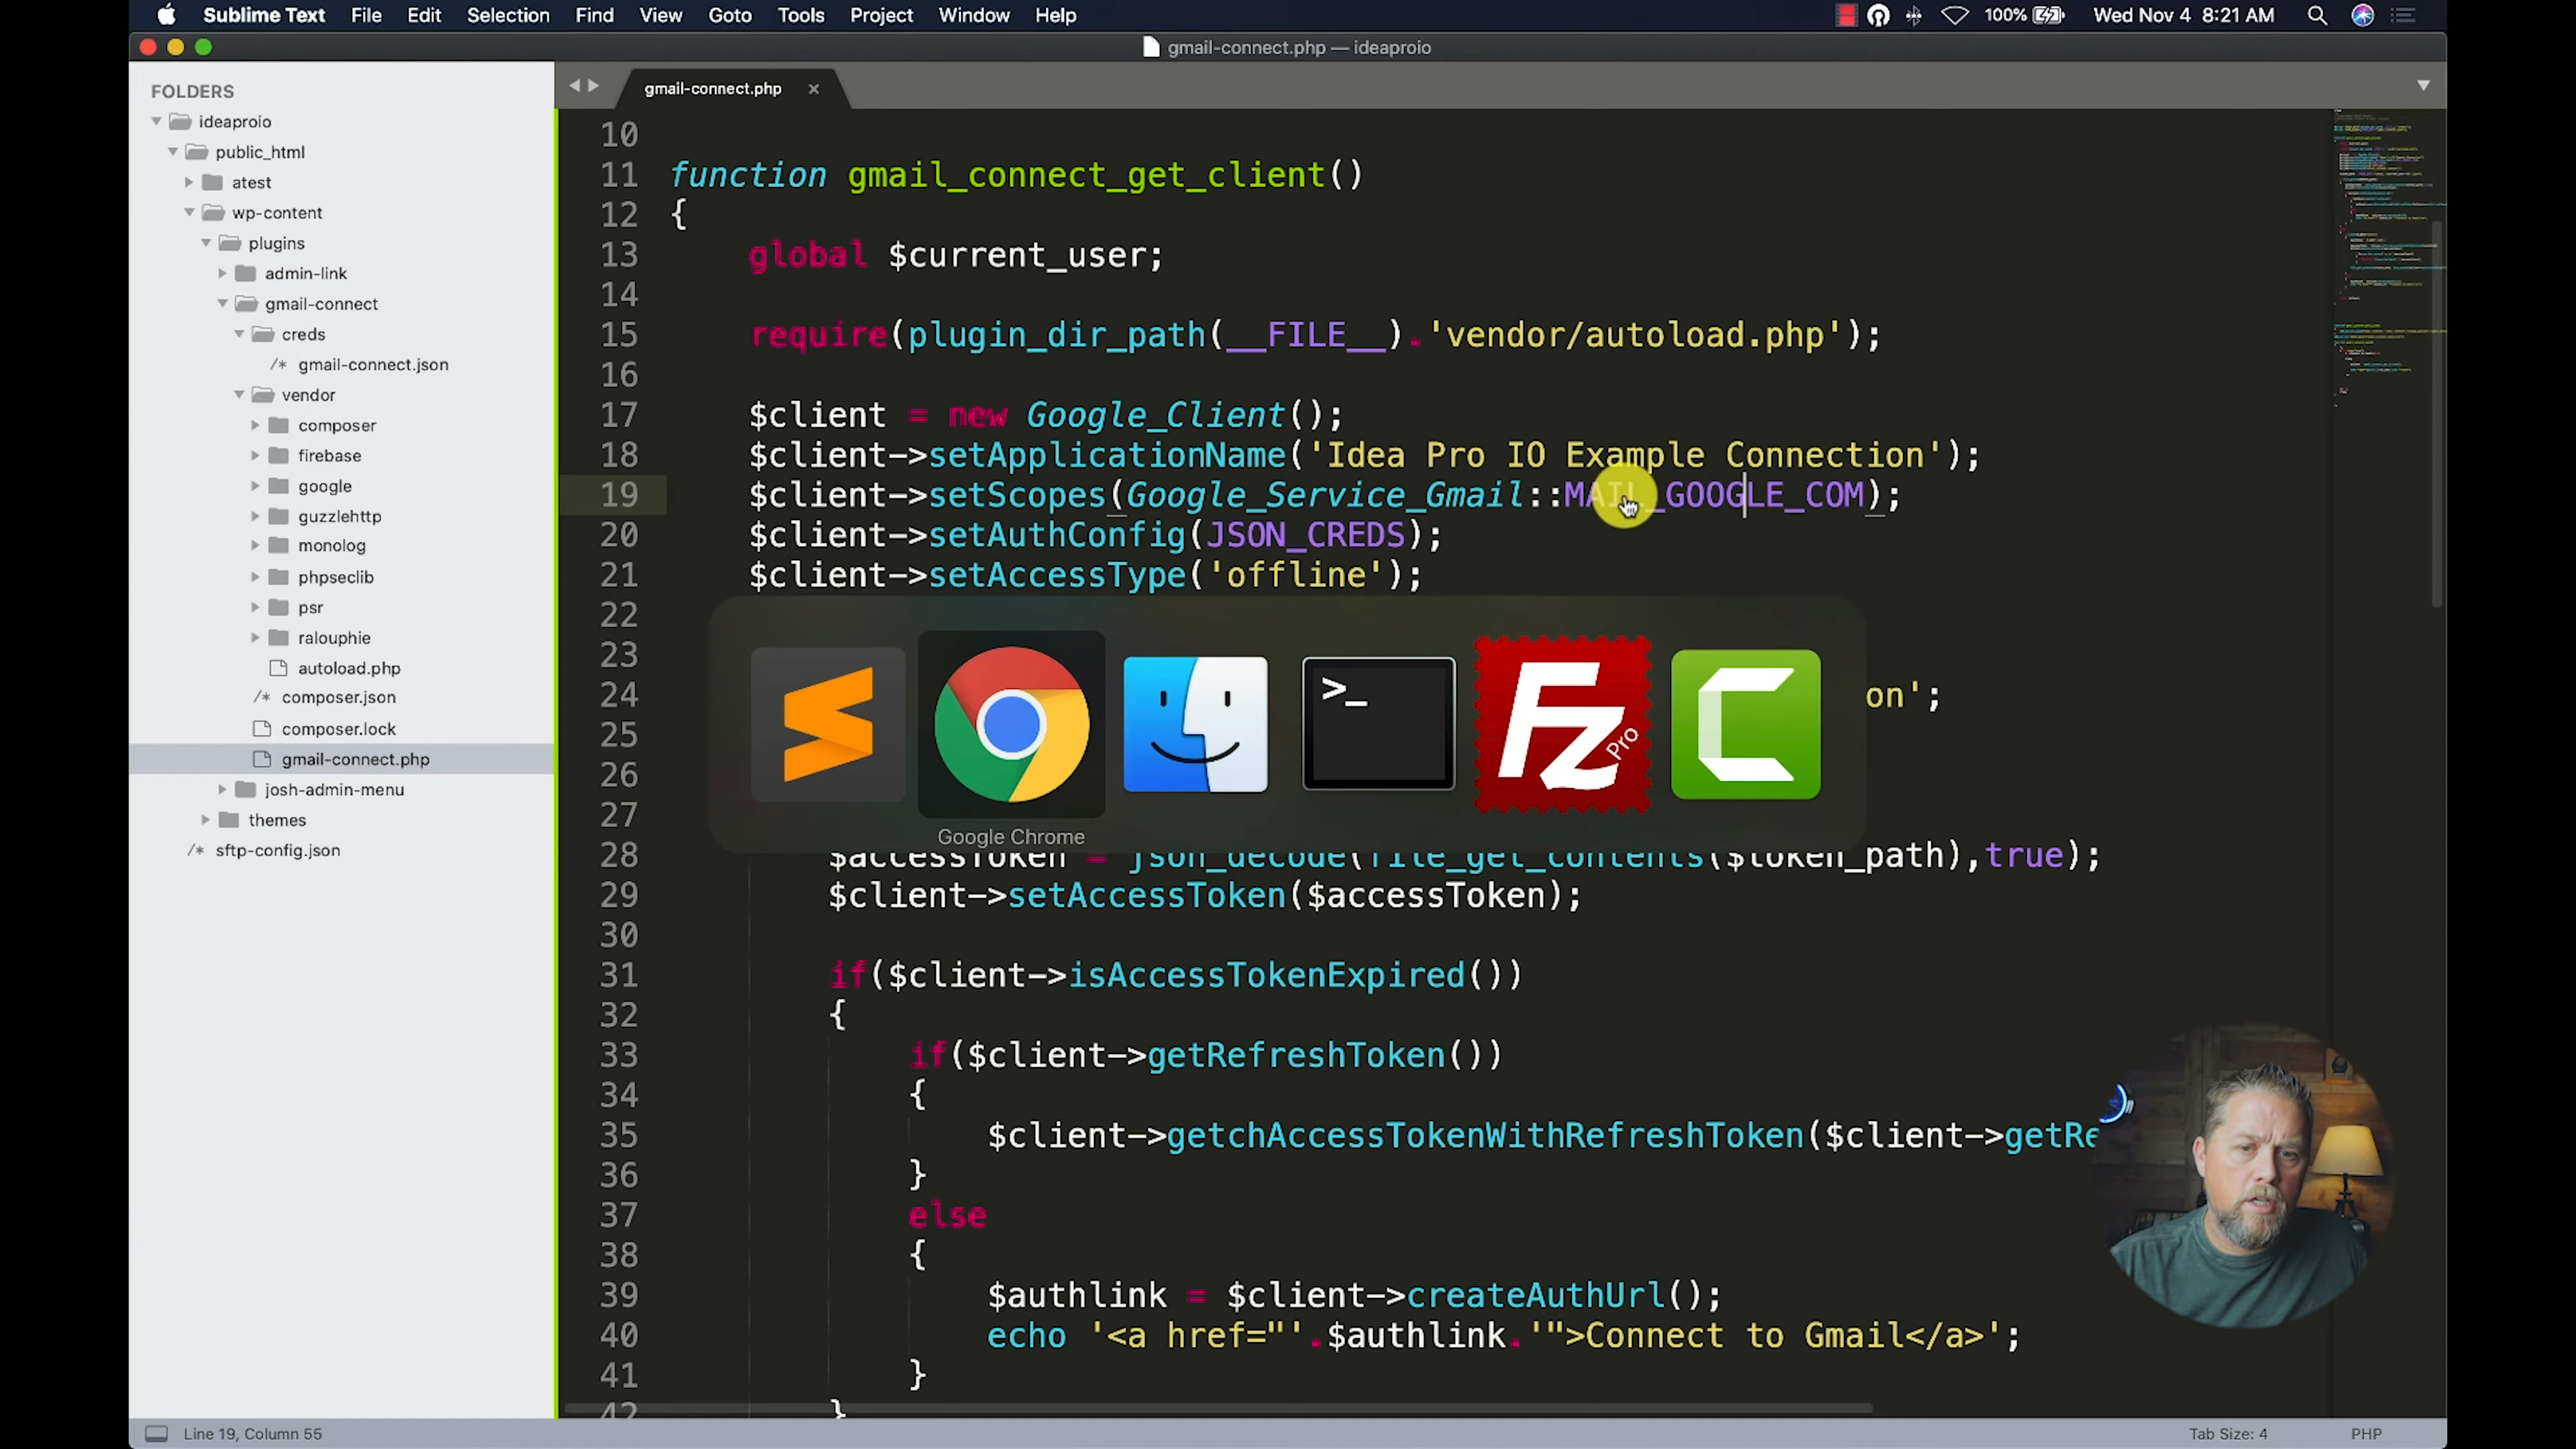 Sublime Text File Edit Selection Find View Goto Tools Project Window Help 100% Wed Nov 4 8:21 AM
gmail-connect.php — ideaproio
FOLDERS
ideaproio
public_html
atest
wp-content
plugins
admin-link
gmail-connect
creds
/* gmail-connect.json
vendor
composer
firebase
google
guzzlehttp
monolog
phpseclib
psr
ralouphie
autoload.php
/* composer.json
composer.lock
gmail-connect.php
josh-admin-menu
themes
/* sftp-config.json
gmail-connect.php ×
10
11 function gmail_connect_get_client()
12 {
13 global $current_user;
14
15 require(plugin_dir_path(__FILE__).'vendor/autoload.php');
16
17 $client = new Google_Client();
18 $client->setApplicationName('Idea Pro IO Example Connection');
19 $client->setScopes(Google_Service_Gmail::MAIL_GOOGLE_COM);
20 $client->setAuthConfig(JSON_CREDS);
21 $client->setAccessType('offline');
22
23
24 on';
25
26
27
28 $accessToken = json_decode(file_get_contents($token_path),true);
29 $client->setAccessToken($accessToken);
30
31 if($client->isAccessTokenExpired())
32 {
33 if($client->getRefreshToken())
34 {
35 $client->getchAccessTokenWithRefreshToken($client->getRe
36 }
37 else
38 {
39 $authlink = $client->createAuthUrl();
40 echo '<a href="'.$authlink.'">Connect to Gmail</a>';
41 }
42 }
>_
Fz Pro
C
Google Chrome
Line 19, Column 55
Tab Size: 4 PHP